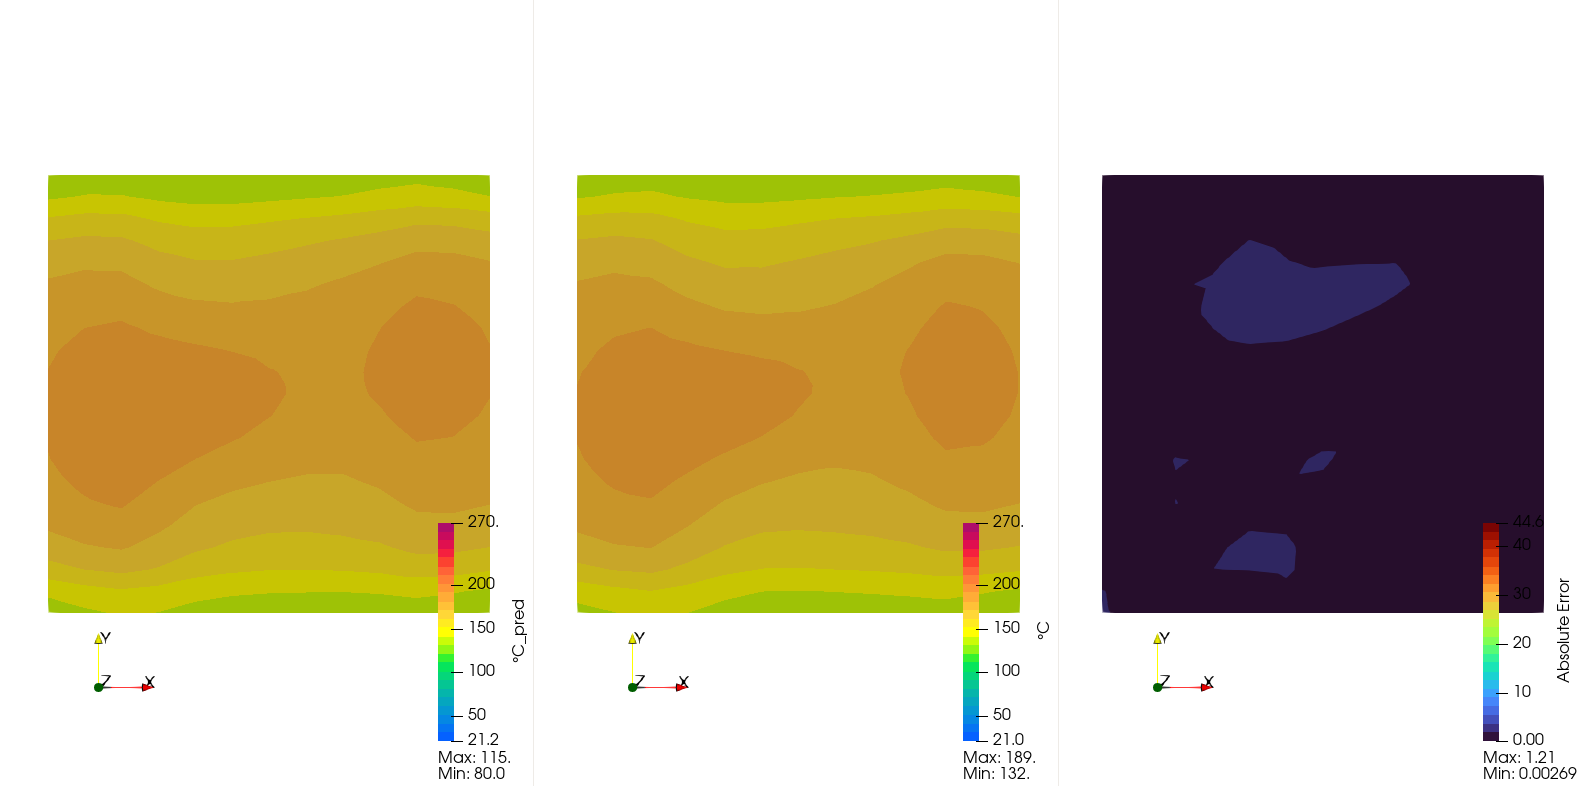 270.
200
150
100
50
21.2
°C_pred
Max: 115.
Min: 80.0
Y
Z
X
270.
200
150
100
50
21.0
°C
Max: 189.
Min: 132.
Y
Z
X
44.6
40
30
20
10
0.00
Absolute Error
Max: 1.21
Min: 0.00269
Y
Z
X